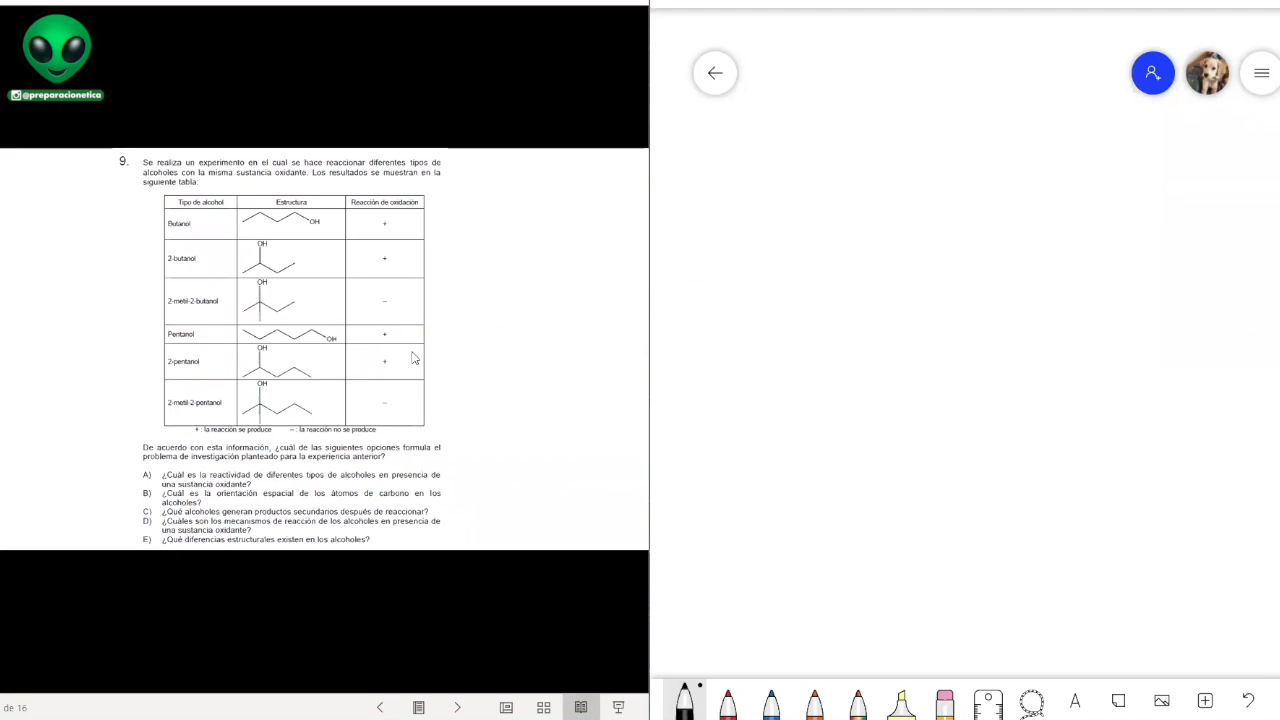 @preparacionetica
9. Se realiza un experimento en el cual se hace reaccionar diferentes tipos de
alcoholes con la misma sustancia oxidante. Los resultados se muestran en la
siguiente tabla:
Tipo de alcohol Estructura Reacción de oxidación
Butanol OH +
OH
2-butanol +
OH
2-metil-2-butanol –
Pentanol OH +
OH
2-pentanol +
OH
2-metil-2-pentanol –
+ : la reacción se produce – : la reacción no se produce
De acuerdo con esta información, ¿cuál de las siguientes opciones formula el
problema de investigación planteado para la experiencia anterior?
A) ¿Cuál es la reactividad de diferentes tipos de alcoholes en presencia de
una sustancia oxidante?
B) ¿Cuál es la orientación espacial de los átomos de carbono en los
alcoholes?
C) ¿Qué alcoholes generan productos secundarios después de reaccionar?
D) ¿Cuáles son los mecanismos de reacción de los alcoholes en presencia de
una sustancia oxidante?
E) ¿Qué diferencias estructurales existen en los alcoholes?
de 16